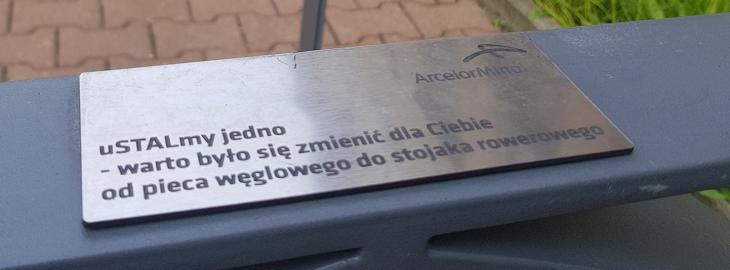 ArcelorMittal
uSTALmy jedno
- warto było się zmienić dla Ciebie
od pieca węglowego do stojaka rowerowego